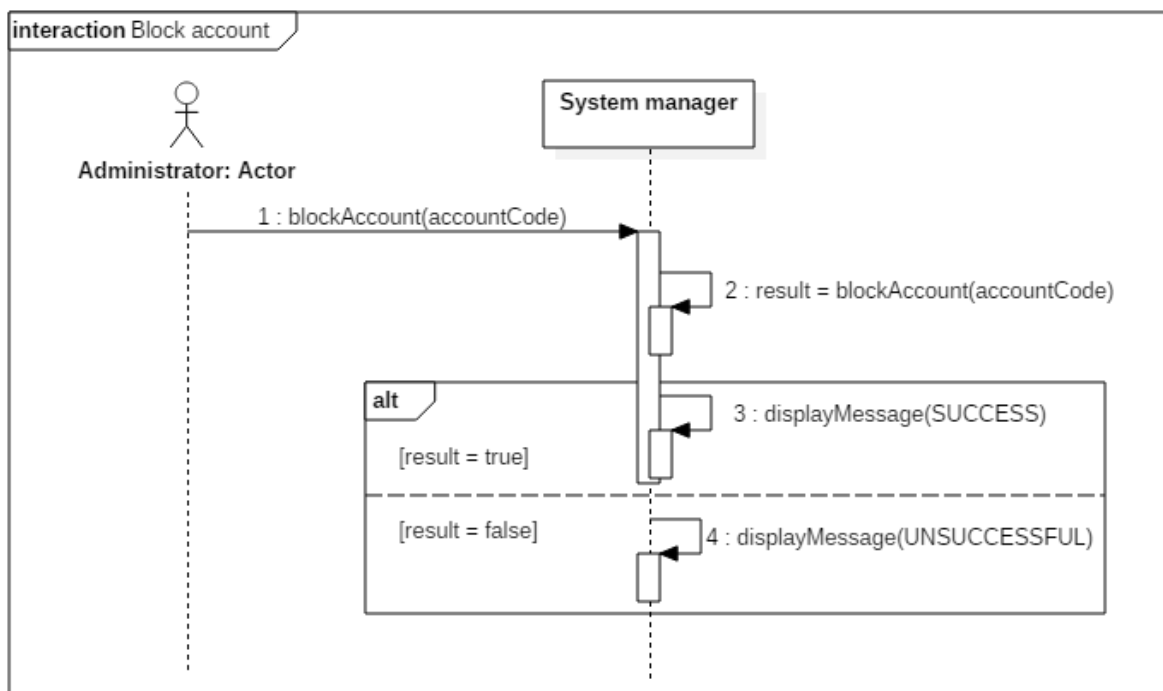 interaction Block account
System manager
Administrator: Actor
1 : blockAccount(accountCode)
2 : result = blockAccount(accountCode)
alt
3 : displayMessage(SUCCESS)
[result = true]
[result = false]
4 : displayMessage(UNSUCCESSFUL)